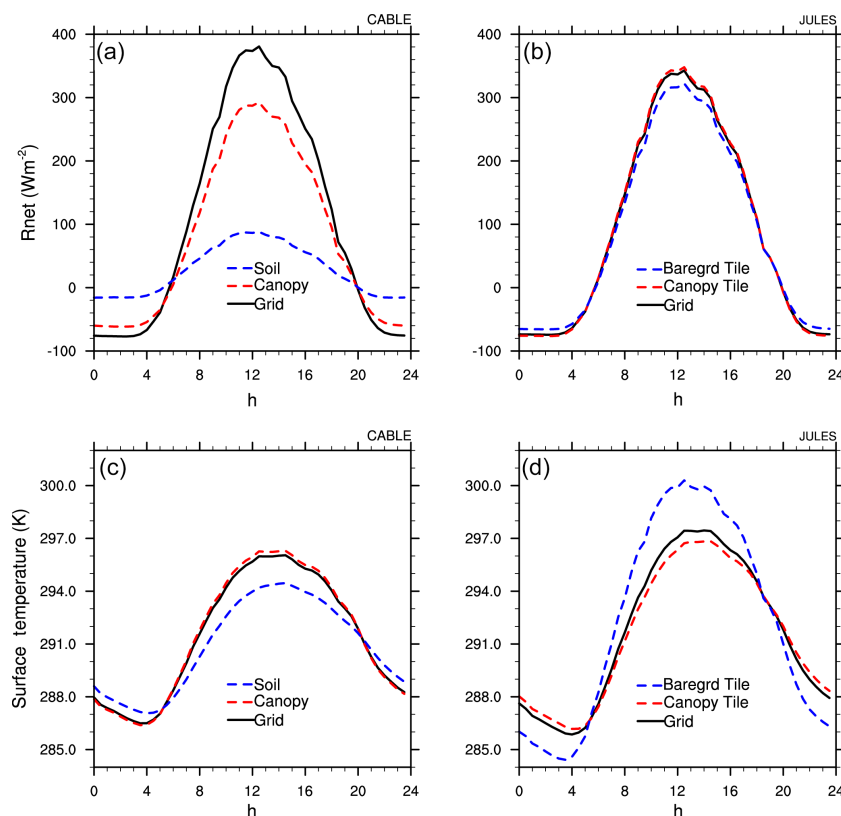 CABLE
(a)
400
300
200
100
0
-100
Rnet (Wm-2)
Soil
Canopy
Grid
0 4 8 12 16 20 24
h
JULES
(b)
400
300
200
100
0
-100
Baregrd Tile
Canopy Tile
Grid
0 4 8 12 16 20 24
h
CABLE
(c)
300.0
297.0
294.0
291.0
288.0
285.0
Surface temperature (K)
Soil
Canopy
Grid
0 4 8 12 16 20 24
h
JULES
(d)
300.0
297.0
294.0
291.0
288.0
285.0
Baregrd Tile
Canopy Tile
Grid
0 4 8 12 16 20 24
h